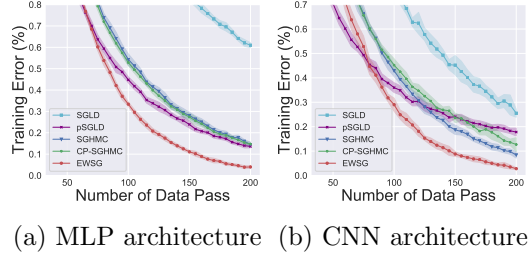 Training Error (%)
0.8
0.7
0.6
0.5
0.4
0.3
0.2
0.1
0.0
SGLD
pSGLD
SGHMC
CP-SGHMC
EWSG
50
100
150
200
Number of Data Pass
(a) MLP architecture
Training Error (%)
0.7
0.6
0.5
0.4
0.3
0.2
0.1
0.0
SGLD
pSGLD
SGHMC
CP-SGHMC
EWSG
50
100
150
200
Number of Data Pass
(b) CNN architecture